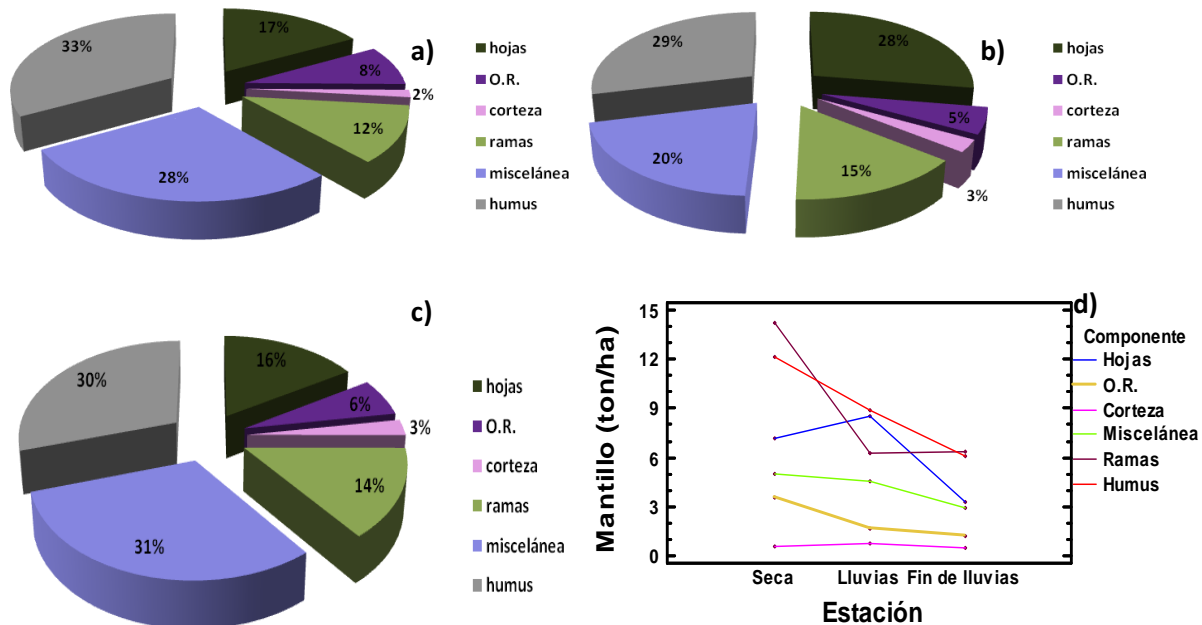 a)
17%
8%
2%
12%
28%
33%
hojas
O.R.
corteza
ramas
miscelánea
humus
b)
28%
5%
3%
15%
20%
29%
hojas
O.R.
corteza
ramas
miscelánea
humus
c)
16%
6%
3%
14%
31%
30%
hojas
O.R.
corteza
ramas
miscelánea
humus
d)
Mantillo (ton/ha)
15
12
9
6
3
0
Seca Lluvias Fin de lluvias
Estación
Componente
Hojas
O.R.
Corteza
Miscelánea
Ramas
Humus